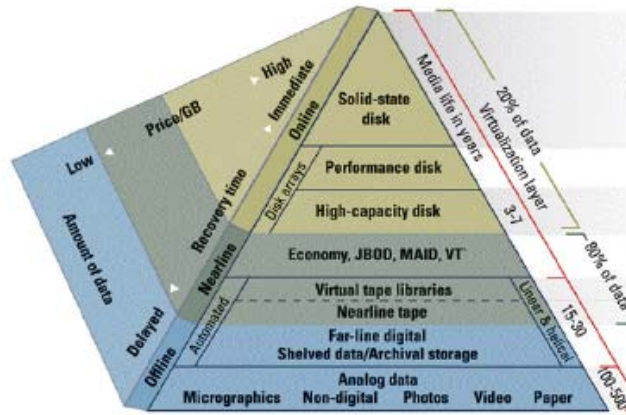 High
Immediate
Online
Price/GB
Low
Recovery time
Nearline
Amount of data
Delayed
Offline
Solid-state
disk
Disk arrays
Performance disk
High-capacity disk
Economy, JBOD, MAID, VT
Automated
Virtual tape libraries
Nearline tape
Linear & helical
Far-line digital
Shelved data/Archival storage
Analog data
Micrographics Non-digital Photos Video Paper
Media life in years
3-7
15-30
100-500
20% of data
Virtualization layer
80% of data